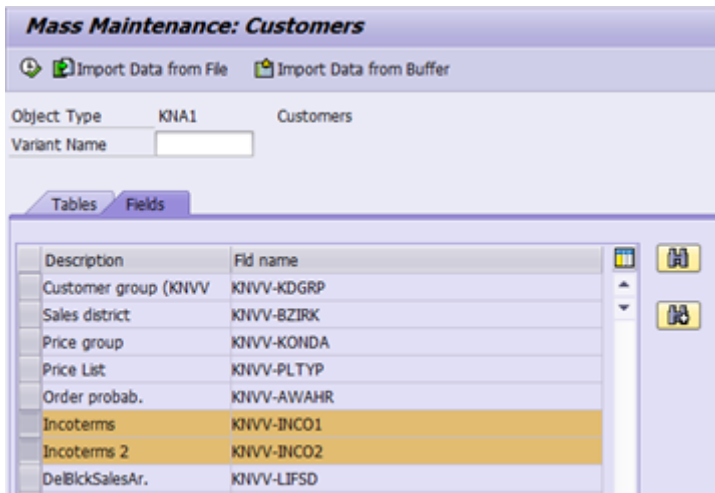 Mass Maintenance: Customers
Import Data from File Import Data from Buffer
Object Type KNA1 Customers
Variant Name
Tables Fields
Description Fld name
Customer group (KNVV KNVV-KDGRP
Sales district KNVV-BZIRK
Price group KNVV-KONDA
Price List KNVV-PLTYP
Order probab. KNVV-AWAHR
Incoterms KNVV-INCO1
Incoterms 2 KNVV-INCO2
DelBlckSalesAr. KNVV-LIFSD